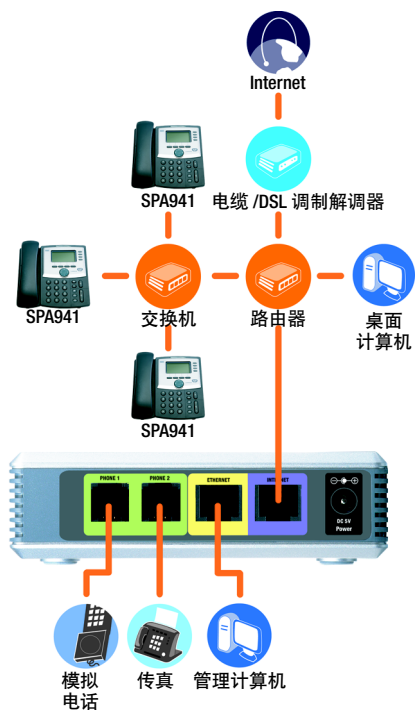 Internet
SPA941
电缆 /DSL 调制解调器
SPA941
交换机
路由器
桌面
计算机
SPA941
PHONE 1
PHONE 2
ETHERNET
INTERNET
DC 5V
Power
模拟
电话
传真
管理计算机